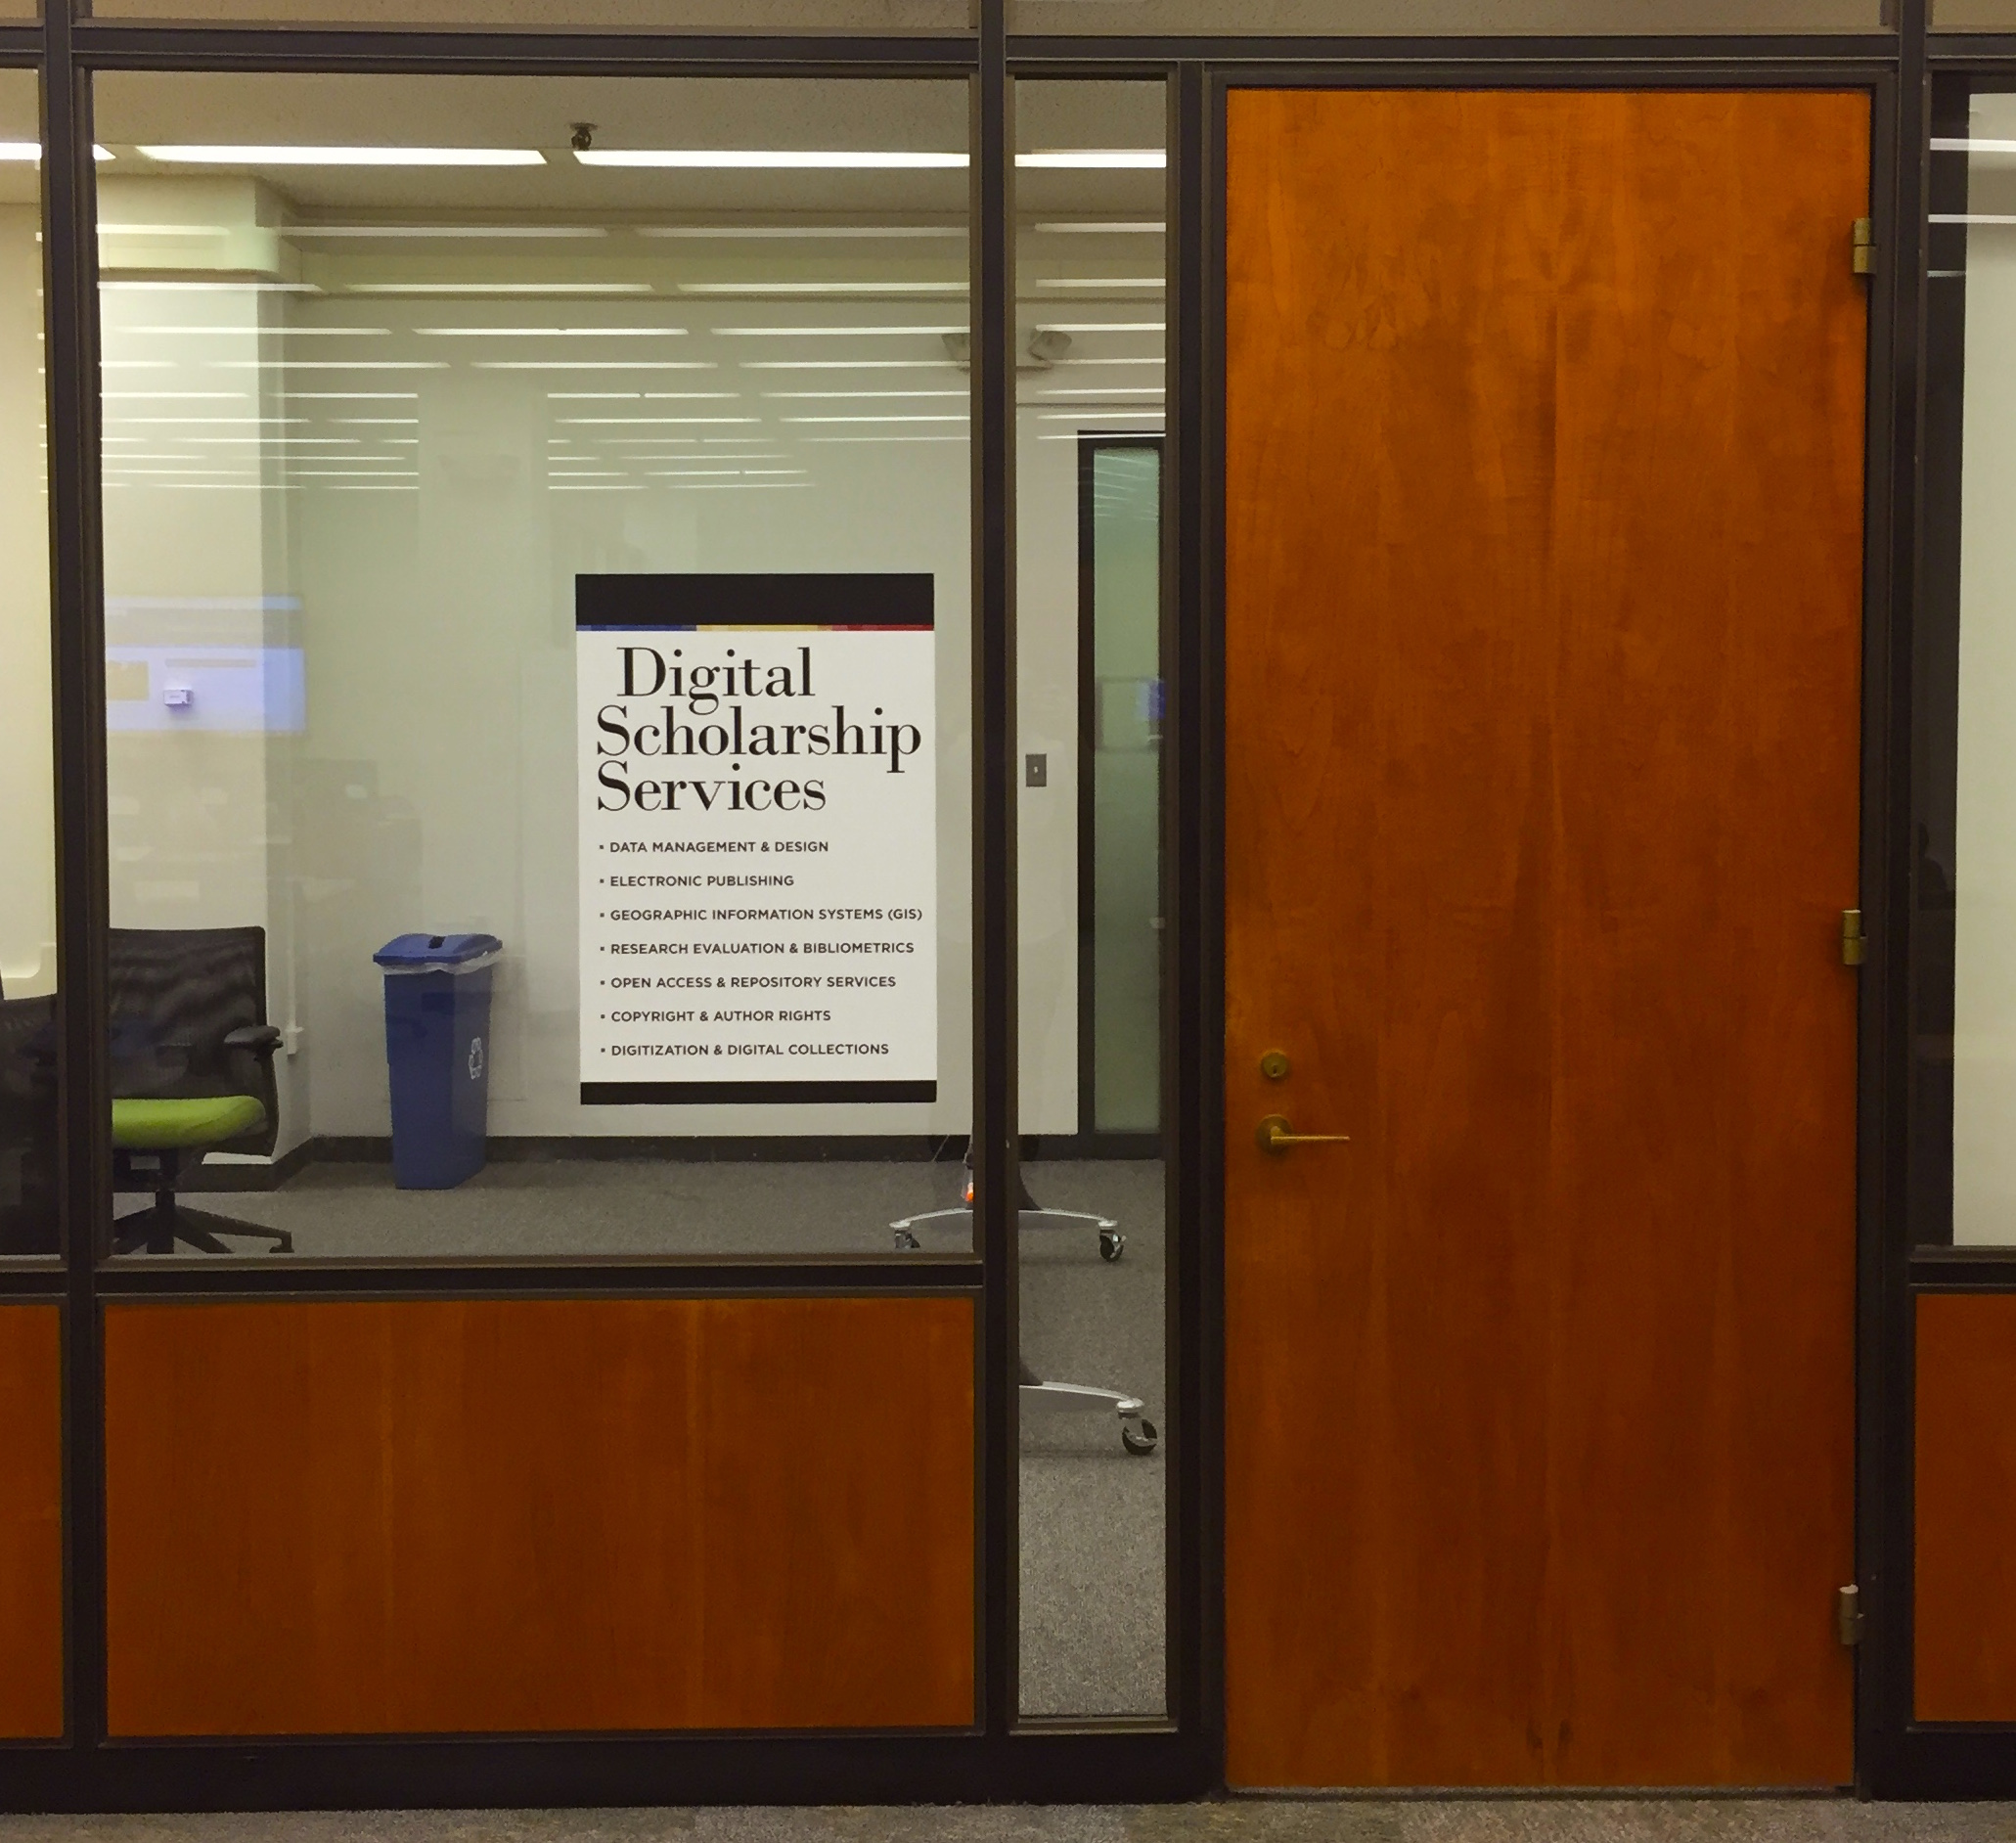 Digital
Scholarship
Services
▪ DATA MANAGEMENT & DESIGN
▪ ELECTRONIC PUBLISHING
▪ GEOGRAPHIC INFORMATION SYSTEMS (GIS)
▪ RESEARCH EVALUATION & BIBLIOMETRICS
▪ OPEN ACCESS & REPOSITORY SERVICES
▪ COPYRIGHT & AUTHOR RIGHTS
▪ DIGITIZATION & DIGITAL COLLECTIONS